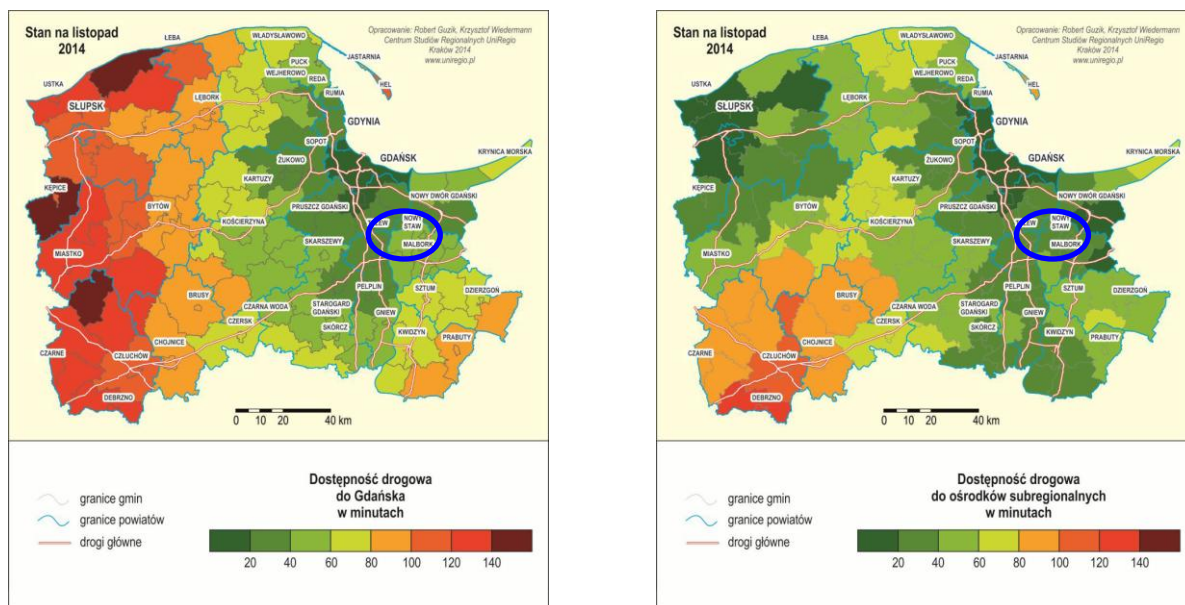 Stan na listopad
2014
Opracowanie: Robert Guzik, Krzysztof Wiedermann
Centrum Studiów Regionalnych UniRegio
Kraków 2014
www.uniregio.pl
ŁEBA
WŁADYSŁAWOWO
JASTARNIA
PUCK
WEJHEROWO
REDA
HEL
USTKA
RUMIA
SŁUPSK
LĘBORK
GDYNIA
SOPOT
GDAŃSK
KRYNICA MORSKA
ŻUKOWO
KĘPICE
KARTUZY
BYTÓW
NOWY DWÓR GDAŃSKI
PRUSZCZ GDAŃSKI
KOŚCIERZYNA
NOWY
STAW
SKARSZEWY
MALBORK
MIASTKO
PELPLIN
SZTUM
DZIERZGOŃ
BRUSY
CZARNA WODA
STAROGARD
GDAŃSKI
GNIEW
CZERSK
SKÓRCZ
KWIDZYN
PRABUTY
CHOJNICE
CZARNE
CZŁUCHÓW
DEBRZNO
0 10 20 40 km
granice gmin
granice powiatów
drogi główne
Dostępność drogowa
do Gdańska
w minutach
20 40 60 80 100 120 140
Stan na listopad
2014
Opracowanie: Robert Guzik, Krzysztof Wiedermann
Centrum Studiów Regionalnych UniRegio
Kraków 2014
www.uniregio.pl
ŁEBA
WŁADYSŁAWOWO
JASTARNIA
PUCK
WEJHEROWO
REDA
HEL
USTKA
RUMIA
SŁUPSK
LĘBORK
GDYNIA
SOPOT
GDAŃSK
KRYNICA MORSKA
ŻUKOWO
KĘPICE
KARTUZY
BYTÓW
NOWY DWÓR GDAŃSKI
PRUSZCZ GDAŃSKI
KOŚCIERZYNA
NOWY
STAW
SKARSZEWY
MALBORK
MIASTKO
PELPLIN
SZTUM
DZIERZGOŃ
BRUSY
CZARNA WODA
STAROGARD
GDAŃSKI
GNIEW
CZERSK
SKÓRCZ
KWIDZYN
PRABUTY
CHOJNICE
CZARNE
CZŁUCHÓW
DEBRZNO
0 10 20 40 km
granice gmin
granice powiatów
drogi główne
Dostępność drogowa
do ośrodków subregionalnych
w minutach
20 40 60 80 100 120 140